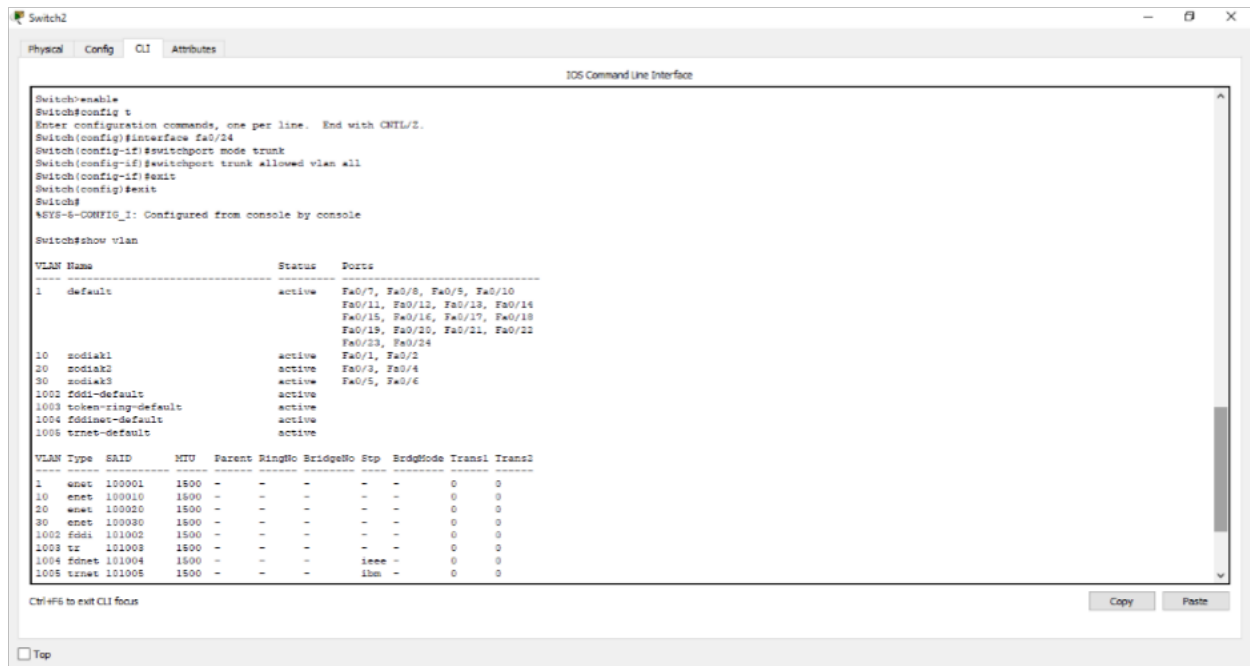 Switch2
Physical Config CLI Attributes
IOS Command Line Interface
Switch>enable
Switch#config t
Enter configuration commands, one per line. End with CNTL/Z.
Switch(config)#interface fa0/24
Switch(config-if)#switchport mode trunk
Switch(config-if)#switchport trunk allowed vlan all
Switch(config-if)#exit
Switch(config)#exit
Switch#
%SYS-5-CONFIG_I: Configured from console by console
Switch#show vlan
VLAN Name Status Ports
---- -------------------------------- --------- -------------------------------
1 default active Fa0/7, Fa0/8, Fa0/9, Fa0/10
Fa0/11, Fa0/12, Fa0/13, Fa0/14
Fa0/15, Fa0/16, Fa0/17, Fa0/18
Fa0/19, Fa0/20, Fa0/21, Fa0/22
Fa0/23, Fa0/24
10 zodiak1 active Fa0/1, Fa0/2
20 zodiak2 active Fa0/3, Fa0/4
30 zodiak3 active Fa0/5, Fa0/6
1002 fddi-default active
1003 token-ring-default active
1004 fddinet-default active
1005 trnet-default active
VLAN Type SAID MTU Parent RingNo BridgeNo Stp BrdgMode Trans1 Trans2
---- ----- ---------- ----- ------ ------ -------- ---- -------- ------ ------
1 enet 100001 1500 - - - - - 0 0
10 enet 100010 1500 - - - - - 0 0
20 enet 100020 1500 - - - - - 0 0
30 enet 100030 1500 - - - - - 0 0
1002 fddi 101002 1500 - - - - - 0 0
1003 tr 101003 1500 - - - - - 0 0
1004 fdnet 101004 1500 - - - ieee - 0 0
1005 trnet 101005 1500 - - - ibm - 0 0
Ctrl+F6 to exit CLI focus
Copy Paste
Top